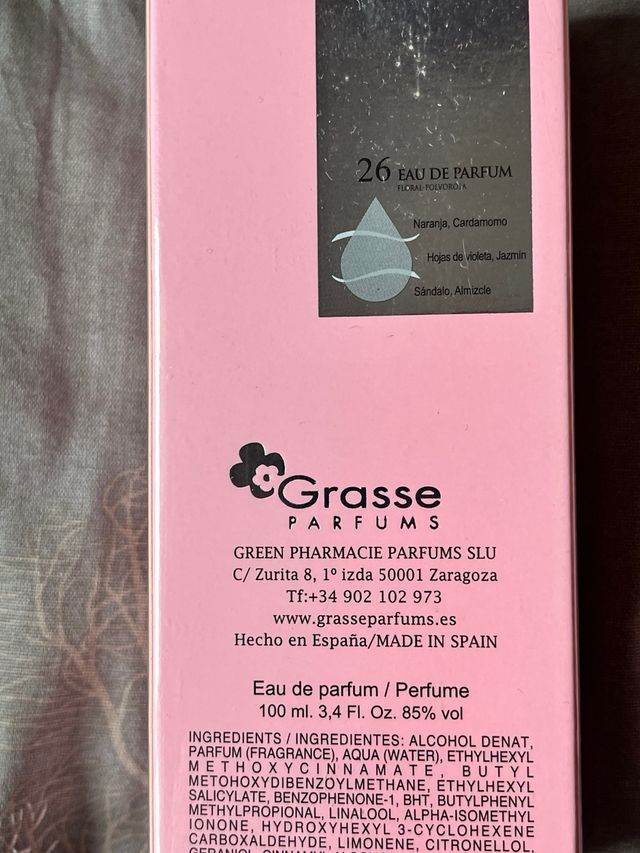 26 EAU DE PARFUM
FLORAL-POLVOROSA
Naranja, Cardamomo
Hojas de violeta, Jazmin
Sándalo, Almizcle
Grasse
PARFUMS
GREEN PHARMACIE PARFUMS SLU
C/ Zurita 8, 1º izda 50001 Zaragoza
Tf:+34 902 102 973
www.grasseparfums.es
Hecho en España/MADE IN SPAIN
Eau de parfum / Perfume
100 ml. 3,4 Fl. Oz. 85% vol
INGREDIENTS / INGREDIENTES: ALCOHOL DENAT,
PARFUM (FRAGRANCE), AQUA (WATER), ETHYLHEXYL
METHOXYCINNAMATE, BUTYL
METOHOXYDIBENZOYLMETHANE, ETHYLHEXYL
SALICYLATE, BENZOPHENONE-1, BHT, BUTYLPHENYL
METHYLPROPIONAL, LINALOOL, ALPHA-ISOMETHYL
IONONE, HYDROXYHEXYL 3-CYCLOHEXENE
CARBOXALDEHYDE, LIMONENE, CITRONELLOL,